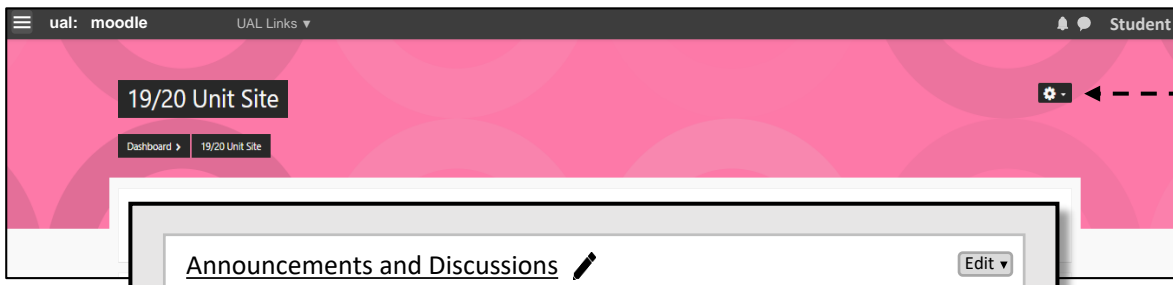 ual: moodle UAL Links ▼ Student
19/20 Unit Site
Dashboard > 19/20 Unit Site
Announcements and Discussions Edit ▼